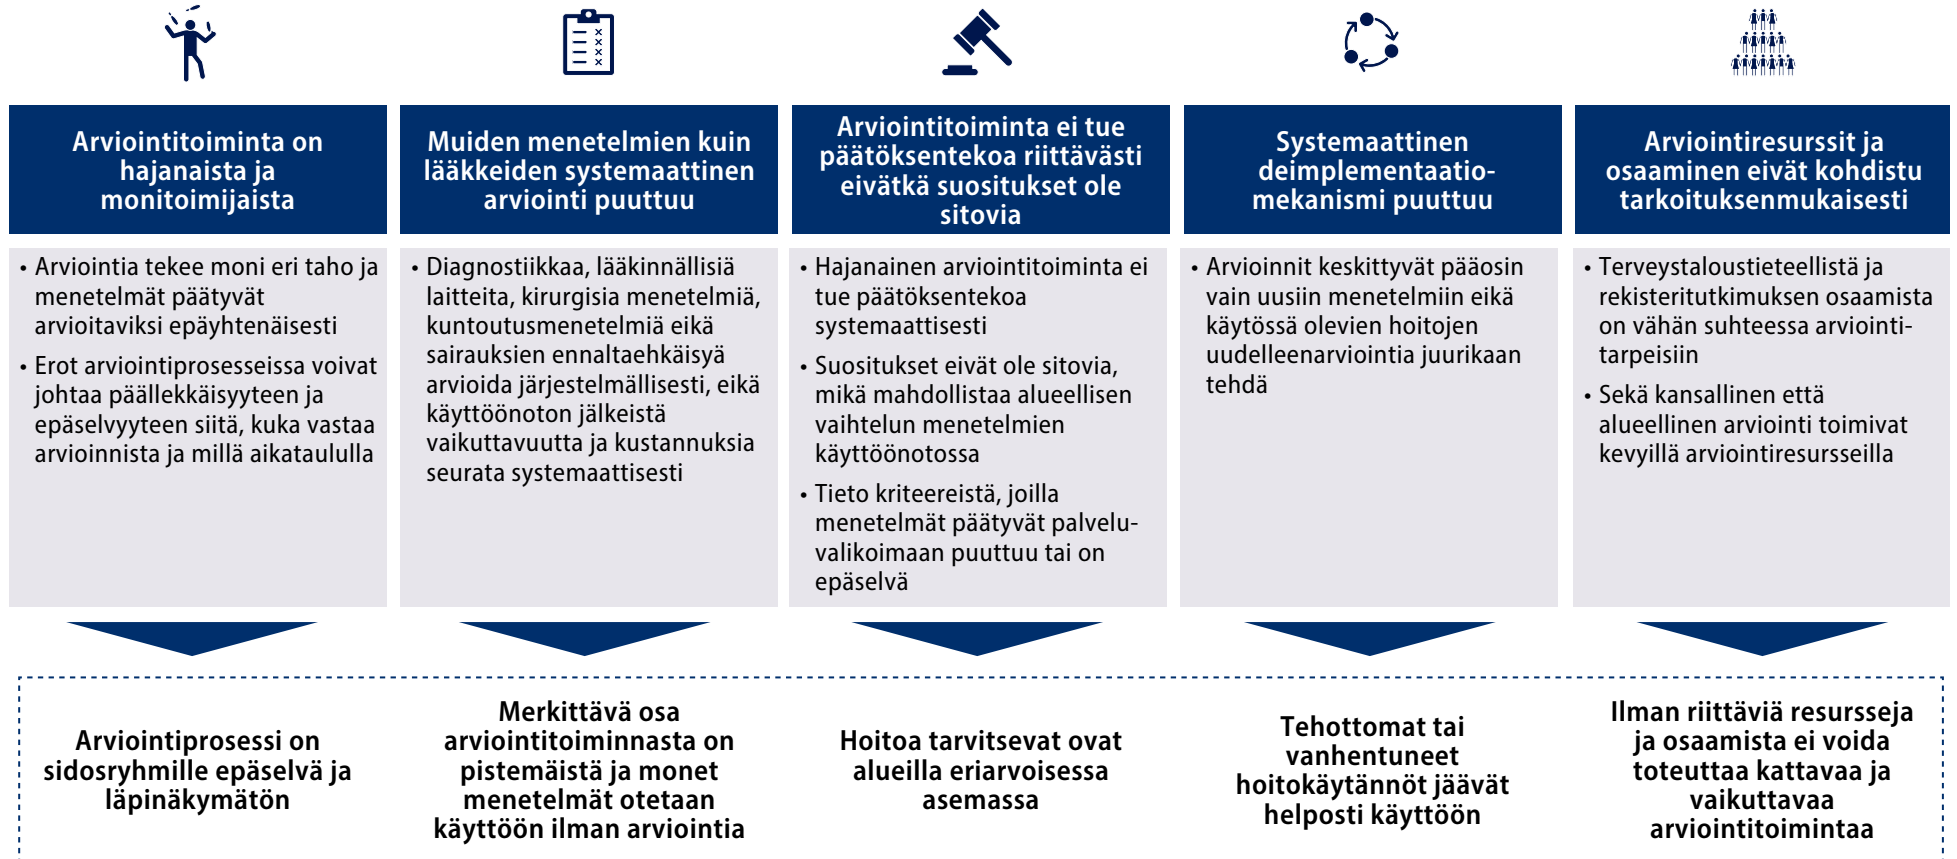 Arviointitoiminta on
hajanaista ja
monitoimijaista
Muiden menetelmien kuin
lääkkeiden systemaattinen
arviointi puuttuu
Arviointitoiminta ei tue
päätöksentekoa riittävästi
eivätkä suositukset ole
sitovia
Systemaattinen
deimplementaatio-
mekanismi puuttuu
Arviointiresurssit ja
osaaminen eivät kohdistu
tarkoituksenmukaisesti
• Arviointia tekee moni eri taho ja
menetelmät päätyvät
arvioitaviksi epäyhtenäisesti
• Erot arviointiprosesseissa voivat
johtaa päällekkäisyyteen ja
epäselvyyteen siitä, kuka vastaa
arvioinnista ja millä aikataululla
• Diagnostiikkaa, lääkinnällisiä
laitteita, kirurgisia menetelmiä,
kuntoutusmenetelmiä eikä
sairauksien ennaltaehkäisyä
arvioida järjestelmällisesti, eikä
käyttöönoton jälkeistä
vaikuttavuutta ja kustannuksia
seurata systemaattisesti
• Hajanainen arviointitoiminta ei
tue päätöksentekoa
systemaattisesti
• Suositukset eivät ole sitovia,
mikä mahdollistaa alueellisen
vaihtelun menetelmien
käyttöönotossa
• Tieto kriteereistä, joilla
menetelmät päätyvät palvelu-
valikoimaan puuttuu tai on
epäselvä
• Arvioinnit keskittyvät pääosin
vain uusiin menetelmiin eikä
käytössä olevien hoitojen
uudelleenarviointia juurikaan
tehdä
• Terveystaloustieteellistä ja
rekisteritutkimuksen osaamista
on vähän suhteessa arviointi-
tarpeisiin
• Sekä kansallinen että
alueellinen arviointi toimivat
kevyillä arviointiresursseilla
Arviointiprosessi on
sidosryhmille epäselvä ja
läpinäkymätön
Merkittävä osa
arviointitoiminnasta on
pistemäistä ja monet
menetelmät otetaan
käyttöön ilman arviointia
Hoitoa tarvitsevat ovat
alueilla eriarvoisessa
asemassa
Tehottomat tai
vanhentuneet
hoitokäytännöt jäävät
helposti käyttöön
Ilman riittäviä resursseja
ja osaamista ei voida
toteuttaa kattavaa ja
vaikuttavaa
arviointitoimintaa